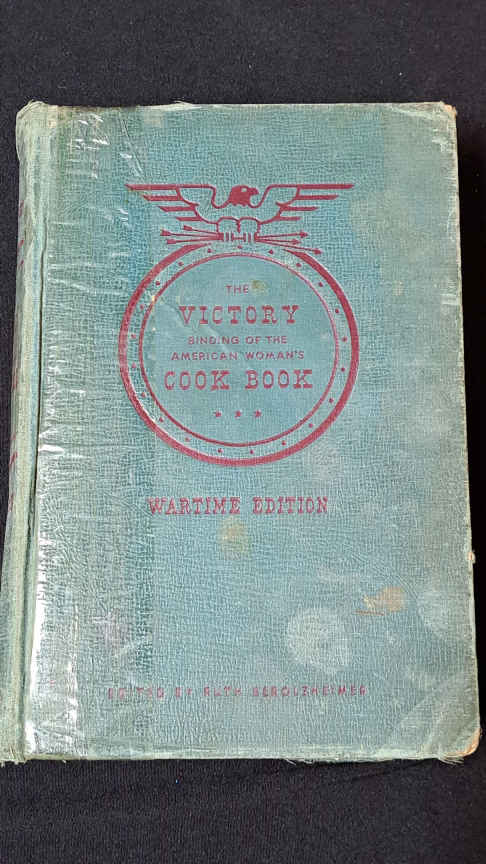 THE
VICTORY
BINDING OF THE
AMERICAN WOMAN'S
COOK BOOK
★ ★ ★
WARTIME EDITION
EDITED BY RUTH BEROLZHEIMER